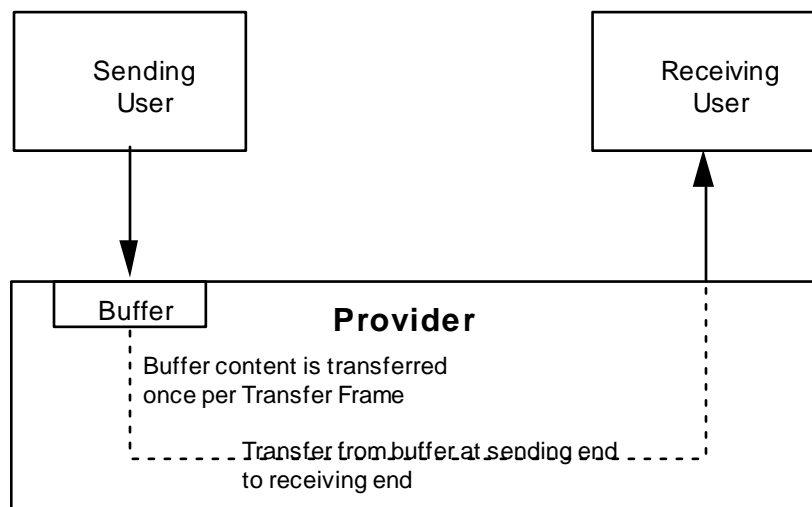 Sending
User
Receiving
User
Buffer
Provider
Buffer content is transferred
once per Transfer Frame
Transfer from buffer at sending end
to receiving end